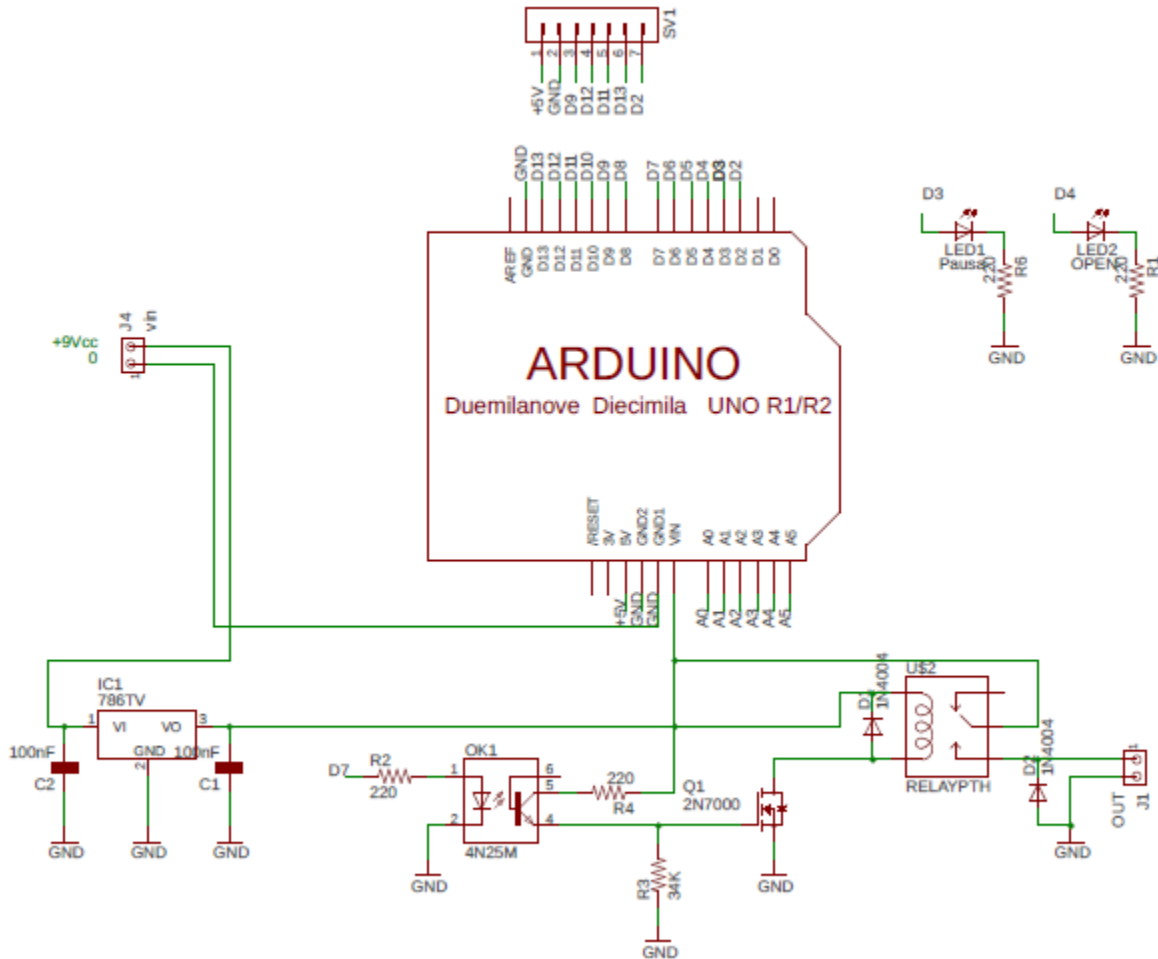 SV1
1 2 3 4 5 6 7
+5V GND D9 D12 D11 D13 D2
GND D13 D12 D11 D10 D9 D8 D7 D6 D5 D4 D3 D2
AREF GND D13 D12 D11 D10 D9 D8 D7 D6 D5 D4 D3 D2 D1 D0
D3
LED1
Pausa
220
R6
GND
D4
LED2
OPEN
220
R1
GND
J4
vin
+9Vcc
0
1
ARDUINO
Duemilanove Diecimila UNO R1/R2
/RESET 3V 5V GND2 GND1 VIN A0 A1 A2 A3 A4 A5
+5V GND GND A0 A1 A2 A3 A4 A5
IC1
786TV
1 VI VO 3
GND
2
100nF
C2
100nF
C1
GND
GND
GND
D7
R2
220
OK1
1
2
6
5
4
4N25M
GND
220
R4
R3
34K
GND
Q1
2N7000
GND
D1
1N4004
U$2
RELAYPTH
D2
1N4004
GND
1
OUT
J1